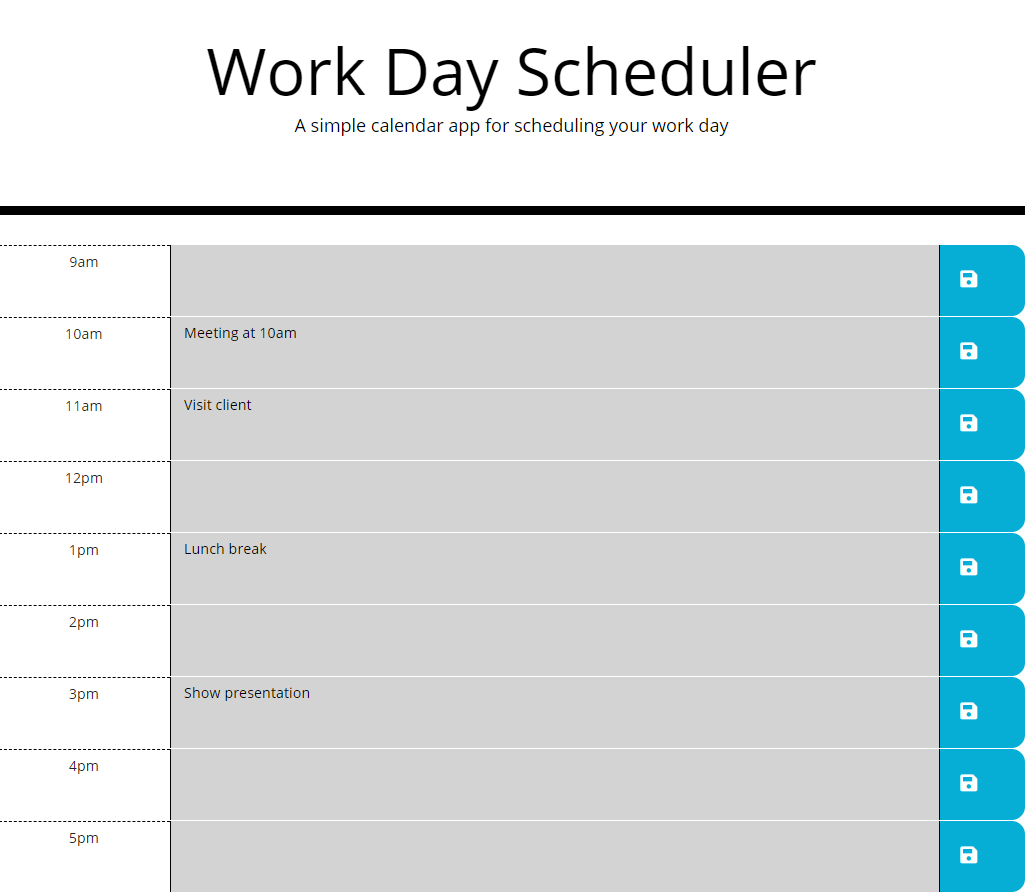 Work Day Scheduler
A simple calendar app for scheduling your work day
9am
10am Meeting at 10am
11am Visit client
12pm
1pm Lunch break
2pm
3pm Show presentation
4pm
5pm